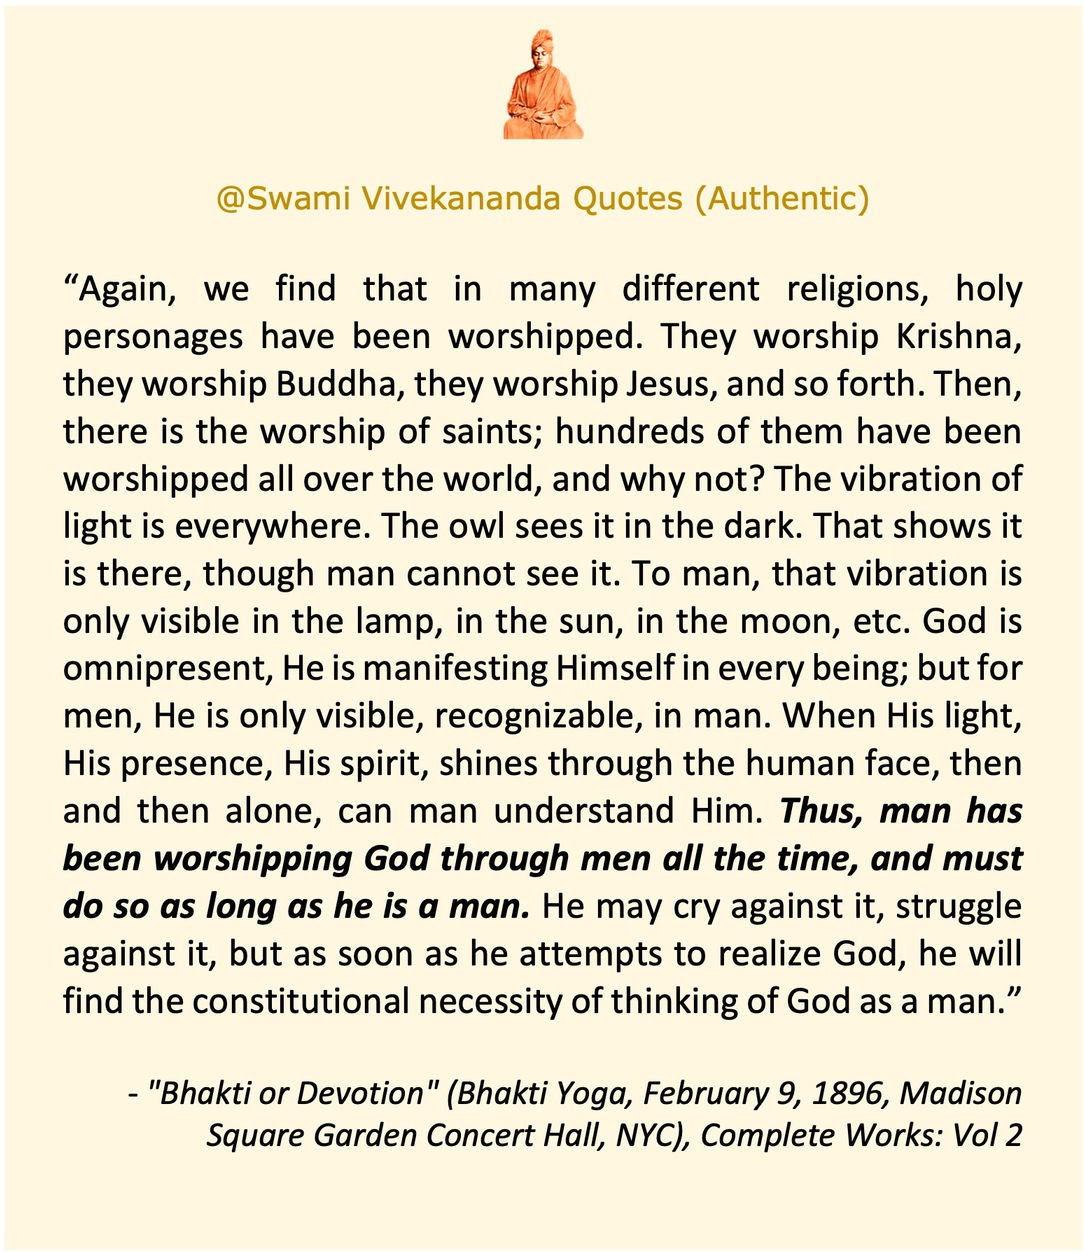 @Swami Vivekananda Quotes (Authentic)
“Again, we find that in many different religions, holy
personages have been worshipped. They worship Krishna,
they worship Buddha, they worship Jesus, and so forth. Then,
there is the worship of saints; hundreds of them have been
worshipped all over the world, and why not? The vibration of
light is everywhere. The owl sees it in the dark. That shows it
is there, though man cannot see it. To man, that vibration is
only visible in the lamp, in the sun, in the moon, etc. God is
omnipresent, He is manifesting Himself in every being; but for
men, He is only visible, recognizable, in man. When His light,
His presence, His spirit, shines through the human face, then
and then alone, can man understand Him. Thus, man has
been worshipping God through men all the time, and must
do so as long as he is a man. He may cry against it, struggle
against it, but as soon as he attempts to realize God, he will
find the constitutional necessity of thinking of God as a man.”
- "Bhakti or Devotion" (Bhakti Yoga, February 9, 1896, Madison
Square Garden Concert Hall, NYC), Complete Works: Vol 2